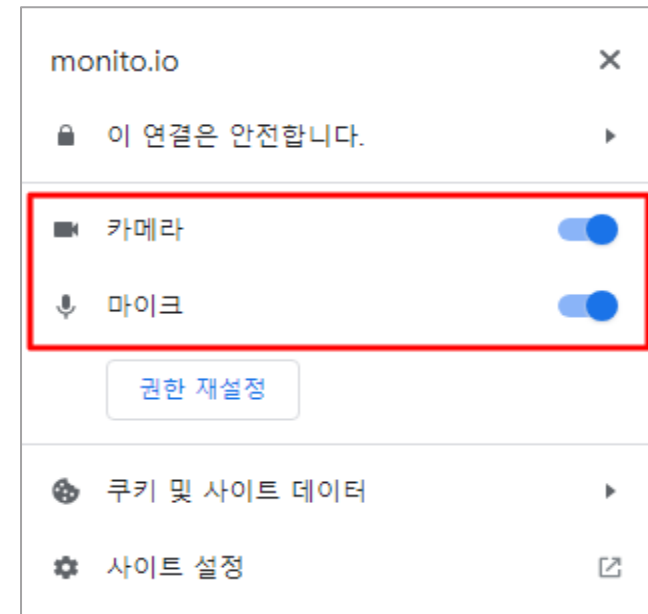 monito.io
이 연결은 안전합니다.
카메라
마이크
권한 재설정
쿠키 및 사이트 데이터
사이트 설정